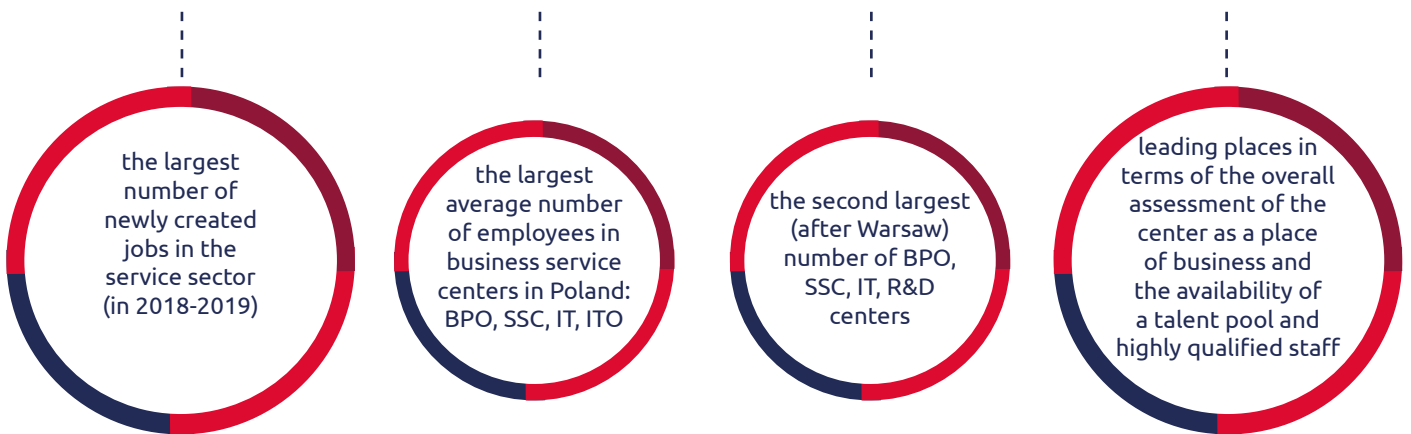 the largest
number of
newly created
jobs in the
service sector
(in 2018-2019)
the largest
average number
of employees in
business service
centers in Poland:
BPO, SSC, IT, ITO
the second largest
(after Warsaw)
number of BPO,
SSC, IT, R&D
centers
leading places in
terms of the overall
assessment of the
center as a place
of business and
the availability of
a talent pool and
highly qualified staff